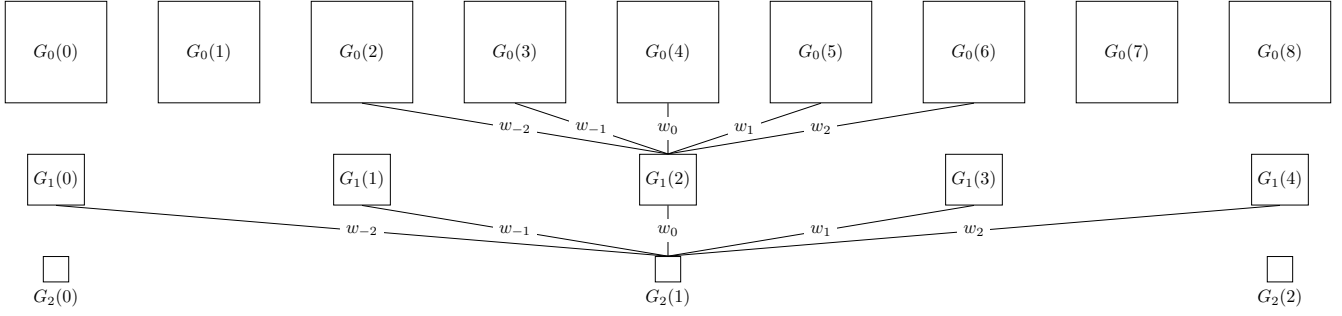 G₀(0) G₀(1) G₀(2) G₀(3) G₀(4) G₀(5) G₀(6) G₀(7) G₀(8)
w₋₂ w₋₁ w₀ w₁ w₂
G₁(0) G₁(1) G₁(2) G₁(3) G₁(4)
w₋₂ w₋₁ w₀ w₁ w₂
G₂(0) G₂(1) G₂(2)